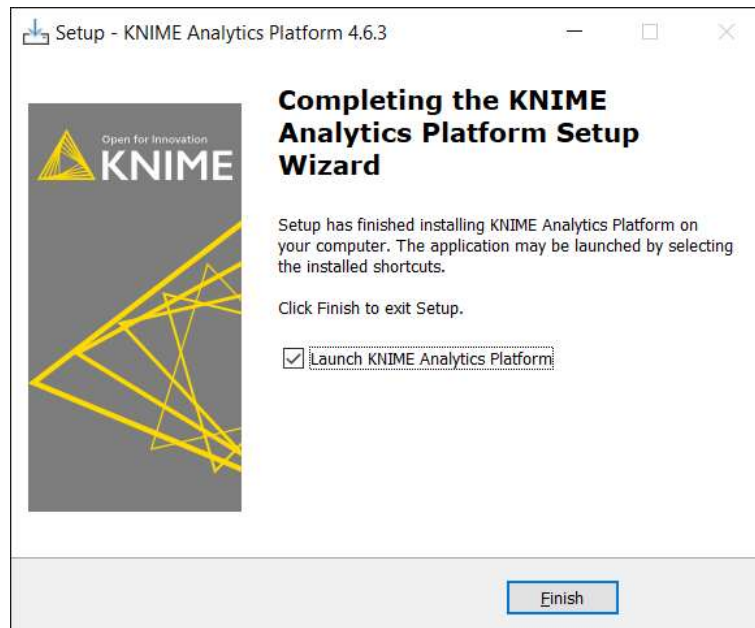 Setup - KNIME Analytics Platform 4.6.3
Open for Innovation
KNIME
Completing the KNIME
Analytics Platform Setup
Wizard
Setup has finished installing KNIME Analytics Platform on
your computer. The application may be launched by selecting
the installed shortcuts.
Click Finish to exit Setup.
Launch KNIME Analytics Platform
Finish